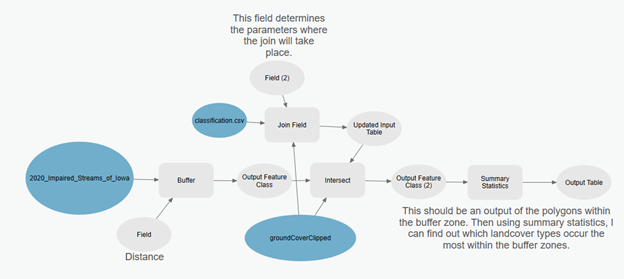 This field determines
the parameters where
the join will take
place.
Field (2)
classification.csv
Join Field
Updated Input
Table
2020_Impaired_Streams_of_Iowa
Buffer
Output Feature
Class
Intersect
Output Feature
Class (2)
Summary
Statistics
Output Table
Field
Distance
groundCoverClipped
This should be an output of the polygons within
the buffer zone. Then using summary statistics, I
can find out which landcover types occur the
most within the buffer zones.